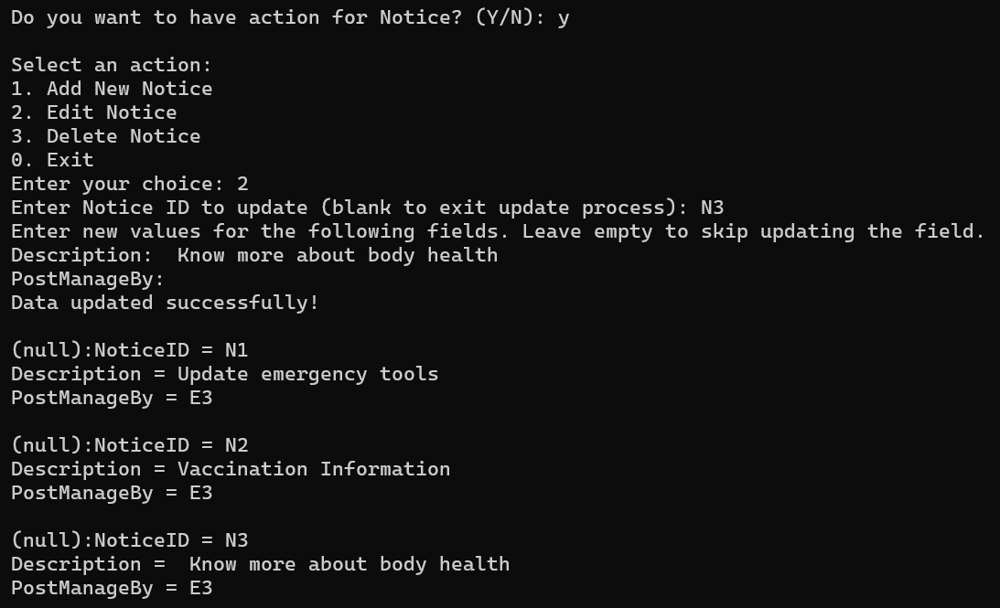 Do you want to have action for Notice? (Y/N): y
Select an action:
1. Add New Notice
2. Edit Notice
3. Delete Notice
0. Exit
Enter your choice: 2
Enter Notice ID to update (blank to exit update process): N3
Enter new values for the following fields. Leave empty to skip updating the field.
Description:  Know more about body health
PostManageBy:
Data updated successfully!
(null):NoticeID = N1
Description = Update emergency tools
PostManageBy = E3
(null):NoticeID = N2
Description = Vaccination Information
PostManageBy = E3
(null):NoticeID = N3
Description =  Know more about body health
PostManageBy = E3